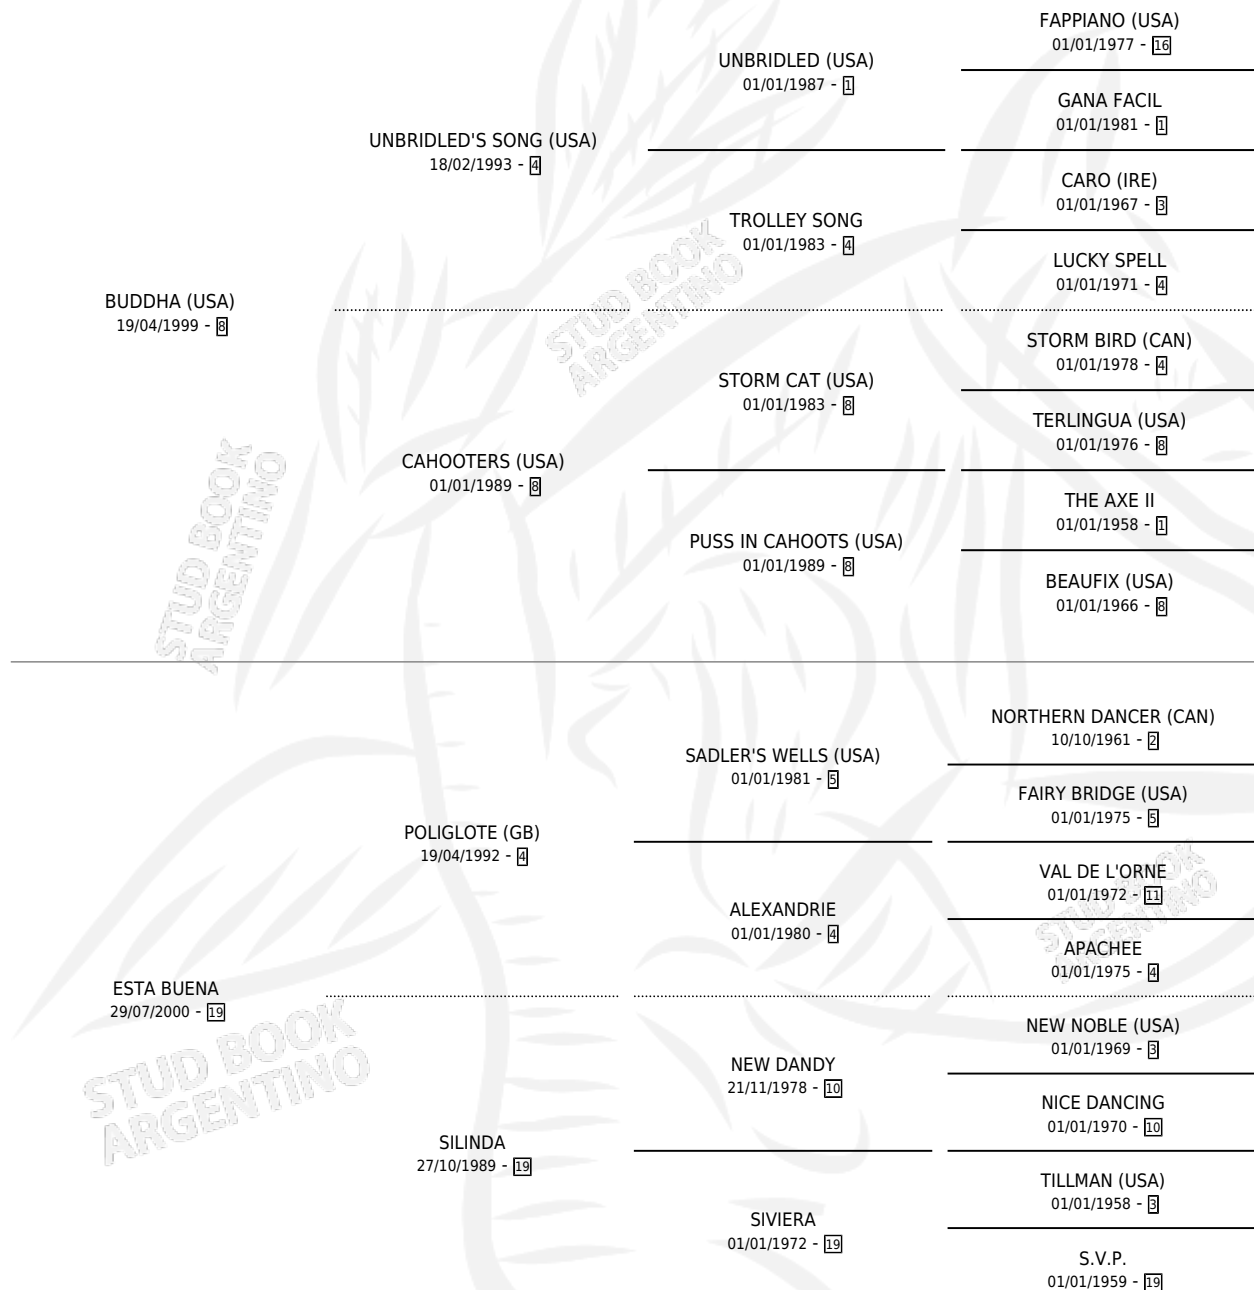 FAPPIANO (USA)
01/01/1977 - 16
UNBRIDLED (USA)
01/01/1987 - 1
GANA FACIL
01/01/1981 - 1
UNBRIDLED'S SONG (USA)
18/02/1993 - 4
CARO (IRE)
01/01/1967 - 3
TROLLEY SONG
01/01/1983 - 4
LUCKY SPELL
01/01/1971 - 4
BUDDHA (USA)
19/04/1999 - 8
STORM BIRD (CAN)
01/01/1978 - 4
STORM CAT (USA)
01/01/1983 - 8
TERLINGUA (USA)
01/01/1976 - 8
CAHOOTERS (USA)
01/01/1989 - 8
THE AXE II
01/01/1958 - 1
PUSS IN CAHOOTS (USA)
01/01/1989 - 8
BEAUFIX (USA)
01/01/1966 - 8
NORTHERN DANCER (CAN)
10/10/1961 - 2
SADLER'S WELLS (USA)
01/01/1981 - 5
FAIRY BRIDGE (USA)
01/01/1975 - 5
POLIGLOTE (GB)
19/04/1992 - 4
VAL DE L'ORNE
01/01/1972 - 11
ALEXANDRIE
01/01/1980 - 4
APACHEE
01/01/1975 - 4
ESTA BUENA
29/07/2000 - 19
NEW NOBLE (USA)
01/01/1969 - 3
NEW DANDY
21/11/1978 - 10
NICE DANCING
01/01/1970 - 10
SILINDA
27/10/1989 - 19
TILLMAN (USA)
01/01/1958 - 3
SIVIERA
01/01/1972 - 19
S.V.P.
01/01/1959 - 19
STUD BOOK
ARGENTINO
STUD BOOK
ARGENTINO
STUD BOOK
ARGENTINO
STUD BOOK
ARGENTINO